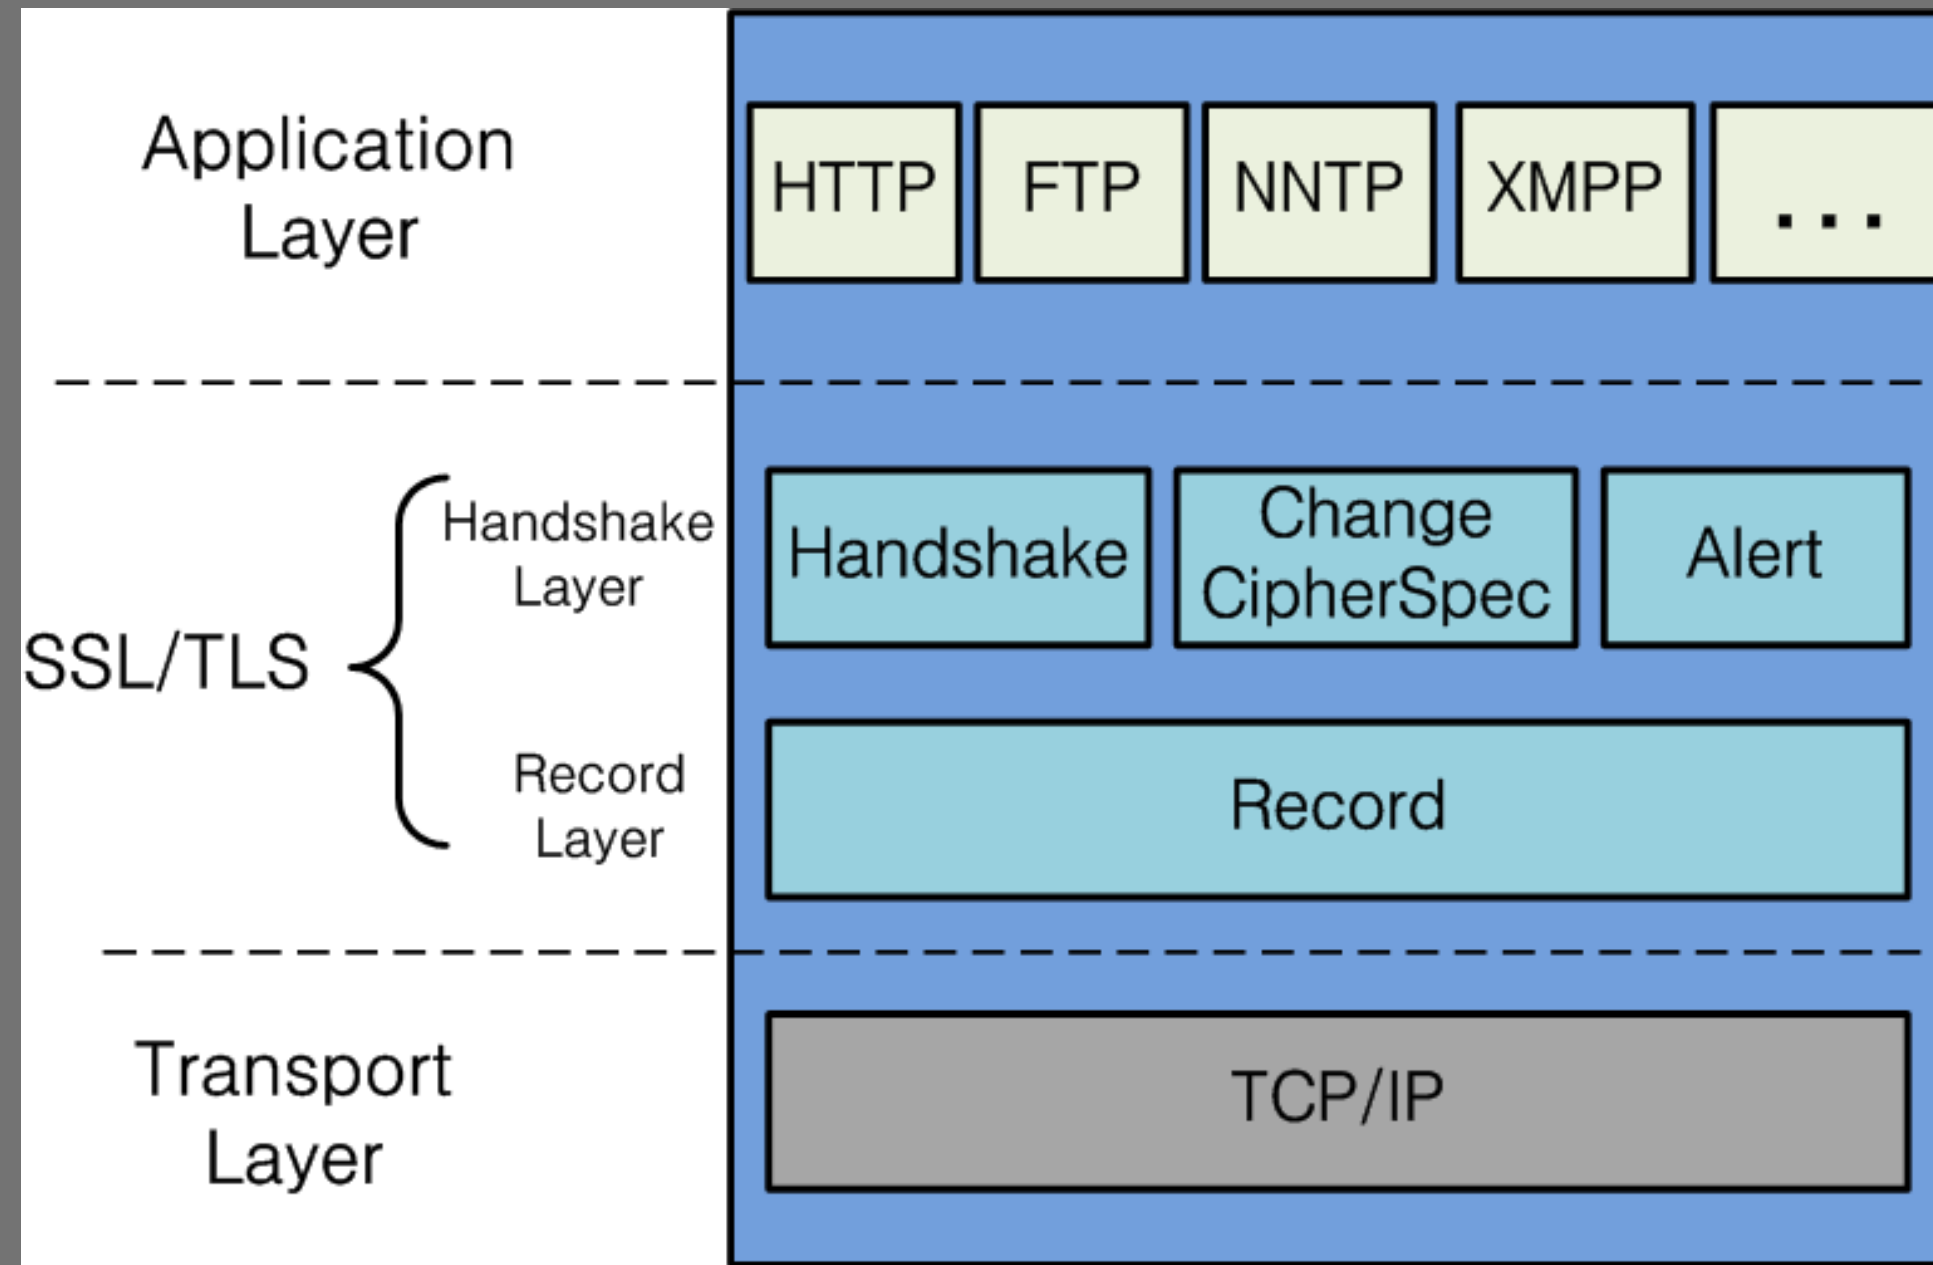 Application
Layer
HTTP
FTP
NNTP
XMPP
...
SSL/TLS
Handshake
Layer
Handshake
Change
CipherSpec
Alert
Record
Layer
Record
Transport
Layer
TCP/IP